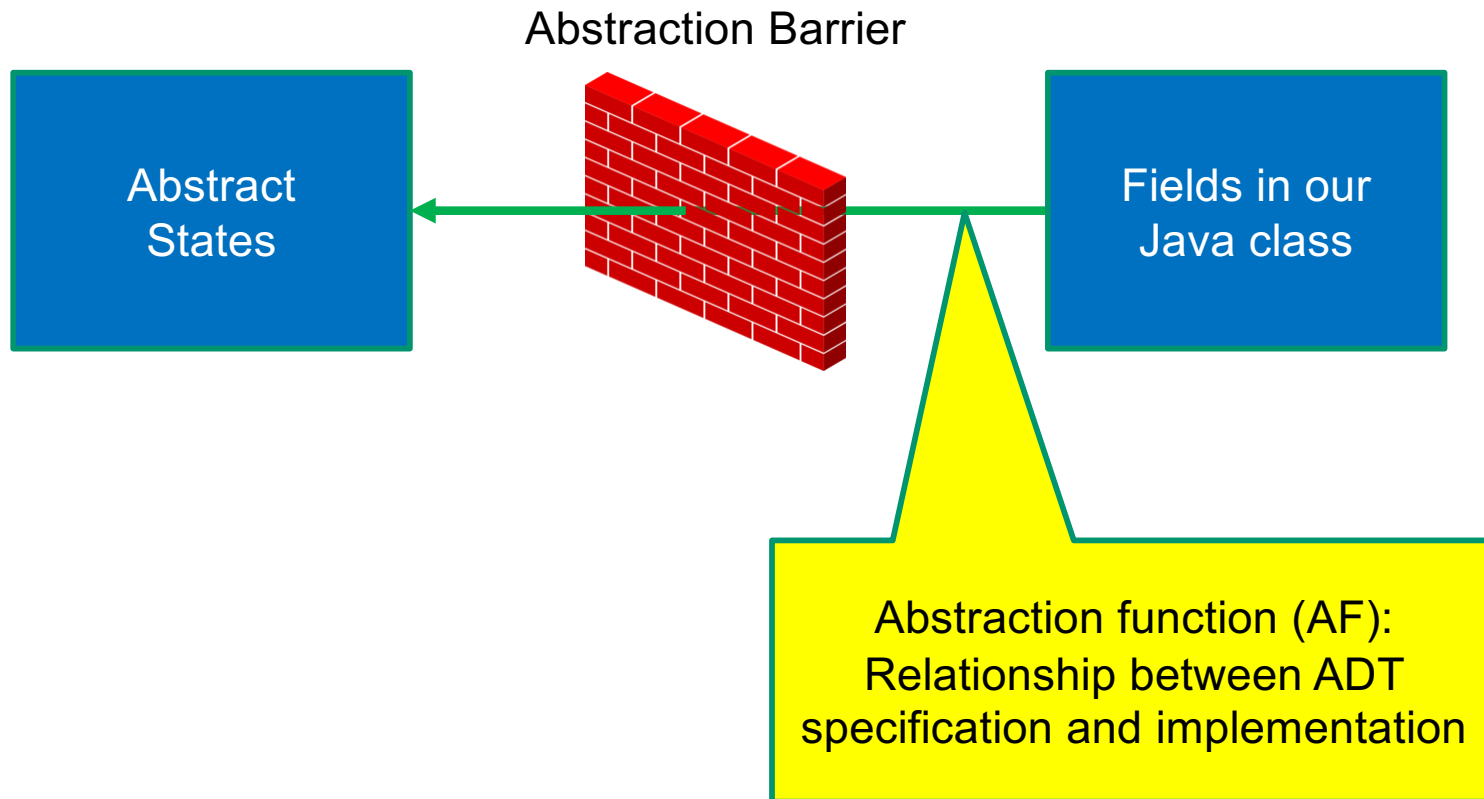 Abstraction Barrier
Abstract
States
Fields in our
Java class
Abstraction function (AF):
Relationship between ADT
specification and implementation